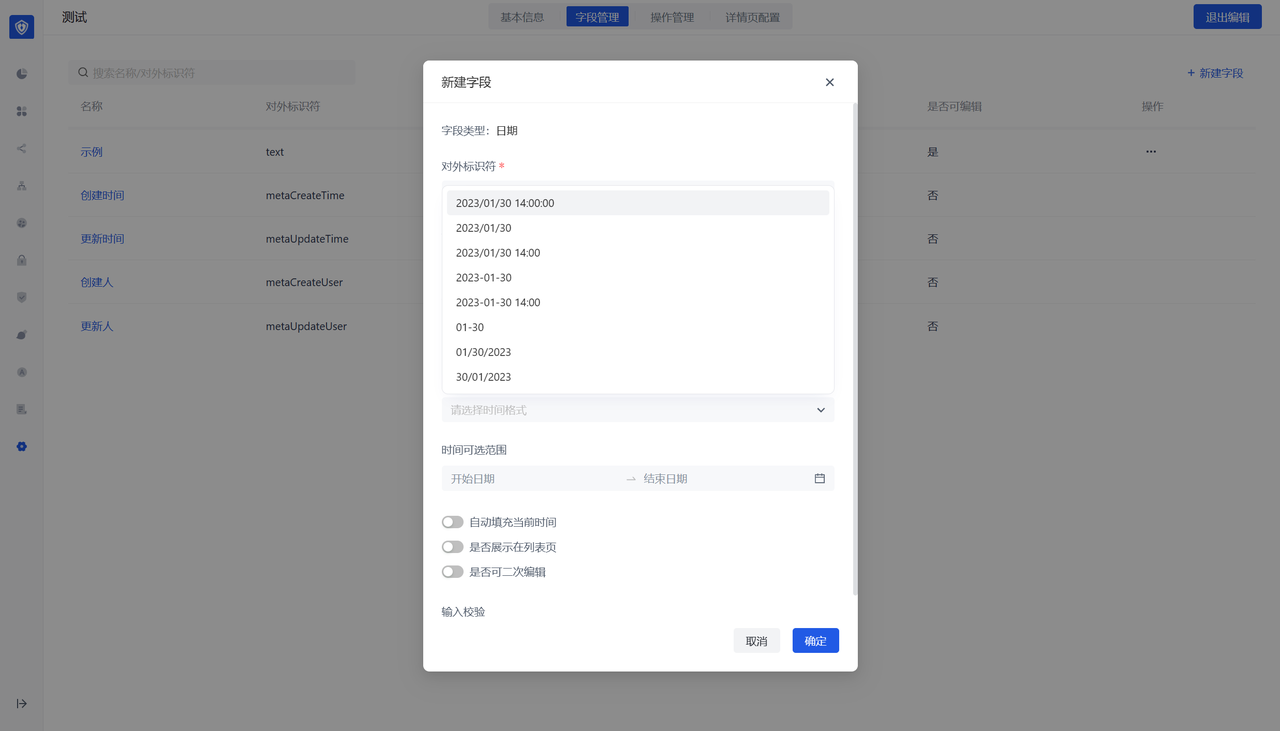 测试
基本信息
字段管理
操作管理
详情页配置
退出编辑
搜索名称/对外标识符
+ 新建字段
名称
对外标识符
是否可编辑
操作
示例
text
是
创建时间
metaCreateTime
否
更新时间
metaUpdateTime
否
创建人
metaCreateUser
否
更新人
metaUpdateUser
否
新建字段
字段类型：日期
对外标识符 *
2023/01/30 14:00:00
2023/01/30
2023/01/30 14:00
2023-01-30
2023-01-30 14:00
01-30
01/30/2023
30/01/2023
请选择时间格式
时间可选范围
开始日期 → 结束日期
自动填充当前时间
是否展示在列表页
是否可二次编辑
输入校验
取消
确定